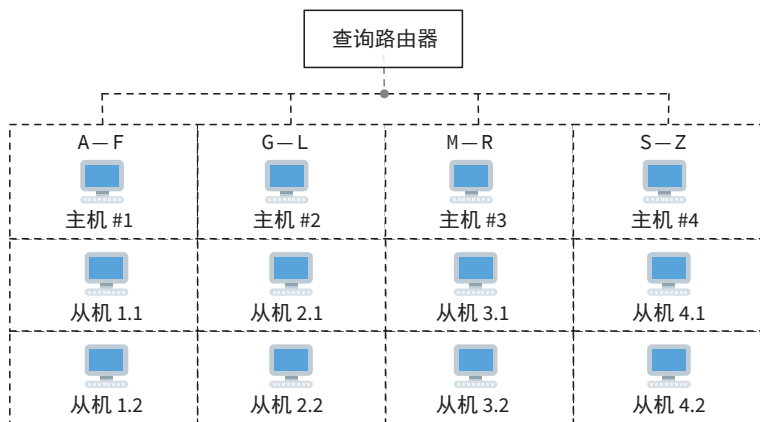 查询路由器
A—F G—L M—R S—Z
主机 #1 主机 #2 主机 #3 主机 #4
从机 1.1 从机 2.1 从机 3.1 从机 4.1
从机 1.2 从机 2.2 从机 3.2 从机 4.2